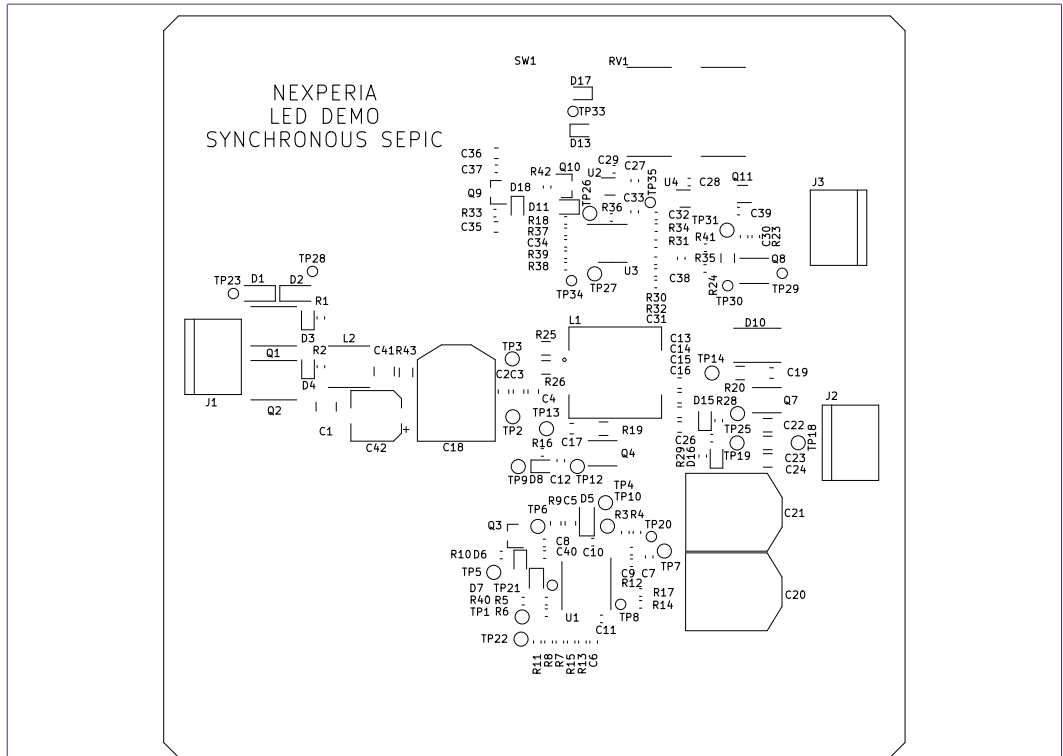 SW1 RV1
D17
NEXPERIA
LED DEMO
SYNCHRONOUS SEPIC
TP33
D13
C36
C37
R42 Q10
C29
U2
C27
TP35
U4
C28
Q11
J3
Q9
D18
D11
TP26
R36
C33
C32
C39
R33
C35
R18
R37
C34
R39
R38
R34
R31
TP31
R41
C30
R23
R35
Q8
TP34
TP27
U3
C38
R24
TP30
TP29
TP28
TP23
D1
D2
R1
R30
R32
C31
L1
D3
L2
Q1
R2
C41
R43
D4
Q2
J1
C1
C42
+
C18
R25
TP3
C2
C3
R26
C4
TP2
TP13
C17
R19
R16
TP9
D8
C12
TP12
Q4
C13
C14
C15
C16
D10
TP14
C19
R20
D15
R28
Q7
J2
TP25
C22
TP18
C26
R29
D16
TP19
C23
C24
TP4
TP10
D5
R9
C5
TP6
R3
R4
TP20
Q3
C8
C40
C10
TP7
C21
R10
D6
TP5
C9
C7
D7
TP21
R12
R40
R5
TP1
R6
R17
R14
U1
TP8
C11
C20
TP22
R11
R8
R7
R15
R13
C6